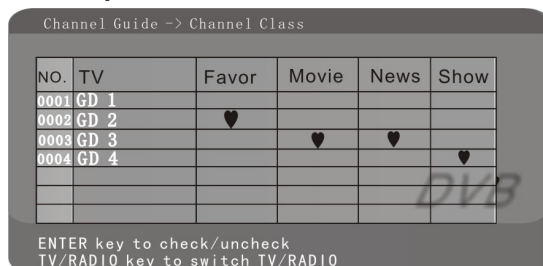 Channel Guide -> Channel Class
NO. TV Favor Movie News Show
0001 GD 1
0002 GD 2 ♥
0003 GD 3 ♥ ♥
0004 GD 4 ♥
DVB
ENTER key to check/uncheck
TV/RADIO key to switch TV/RADIO